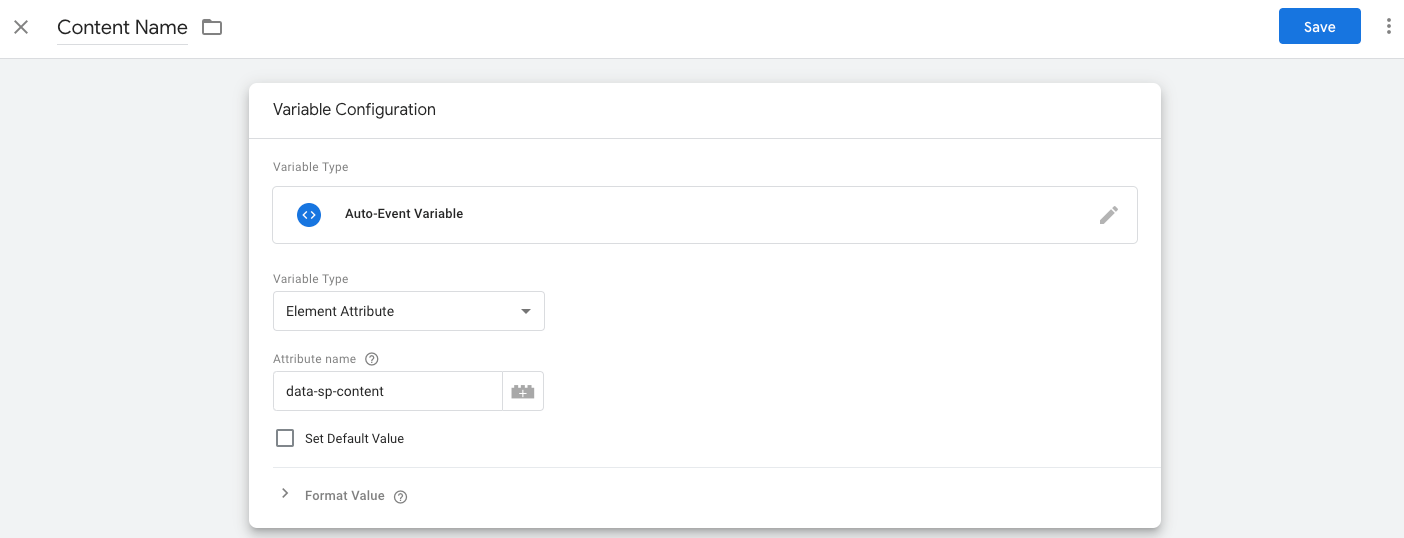 Content Name
Save
Variable Configuration
Variable Type
Auto-Event Variable
Variable Type
Element Attribute
Attribute name
data-sp-content
Set Default Value
Format Value